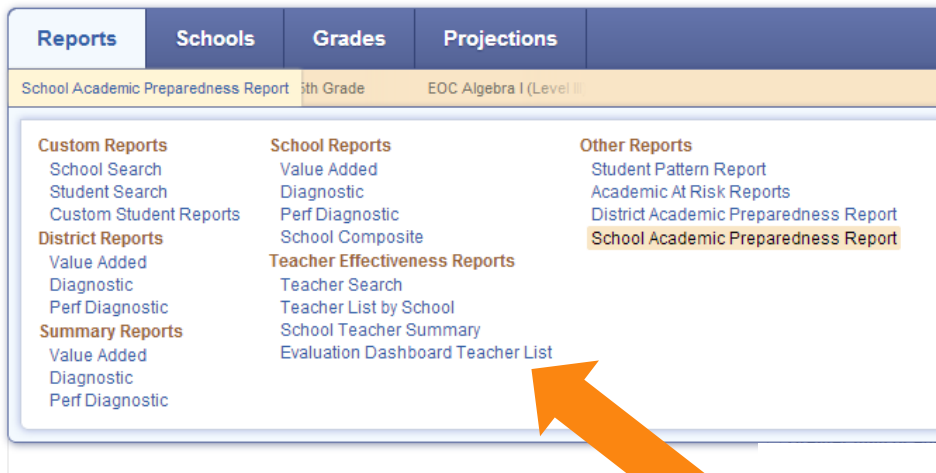 Reports Schools Grades Projections
School Academic Preparedness Report 5th Grade EOC Algebra I (Level III
Custom Reports
School Search
Student Search
Custom Student Reports
District Reports
Value Added
Diagnostic
Perf Diagnostic
Summary Reports
Value Added
Diagnostic
Perf Diagnostic
School Reports
Value Added
Diagnostic
Perf Diagnostic
School Composite
Teacher Effectiveness Reports
Teacher Search
Teacher List by School
School Teacher Summary
Evaluation Dashboard Teacher List
Other Reports
Student Pattern Report
Academic At Risk Reports
District Academic Preparedness Report
School Academic Preparedness Report